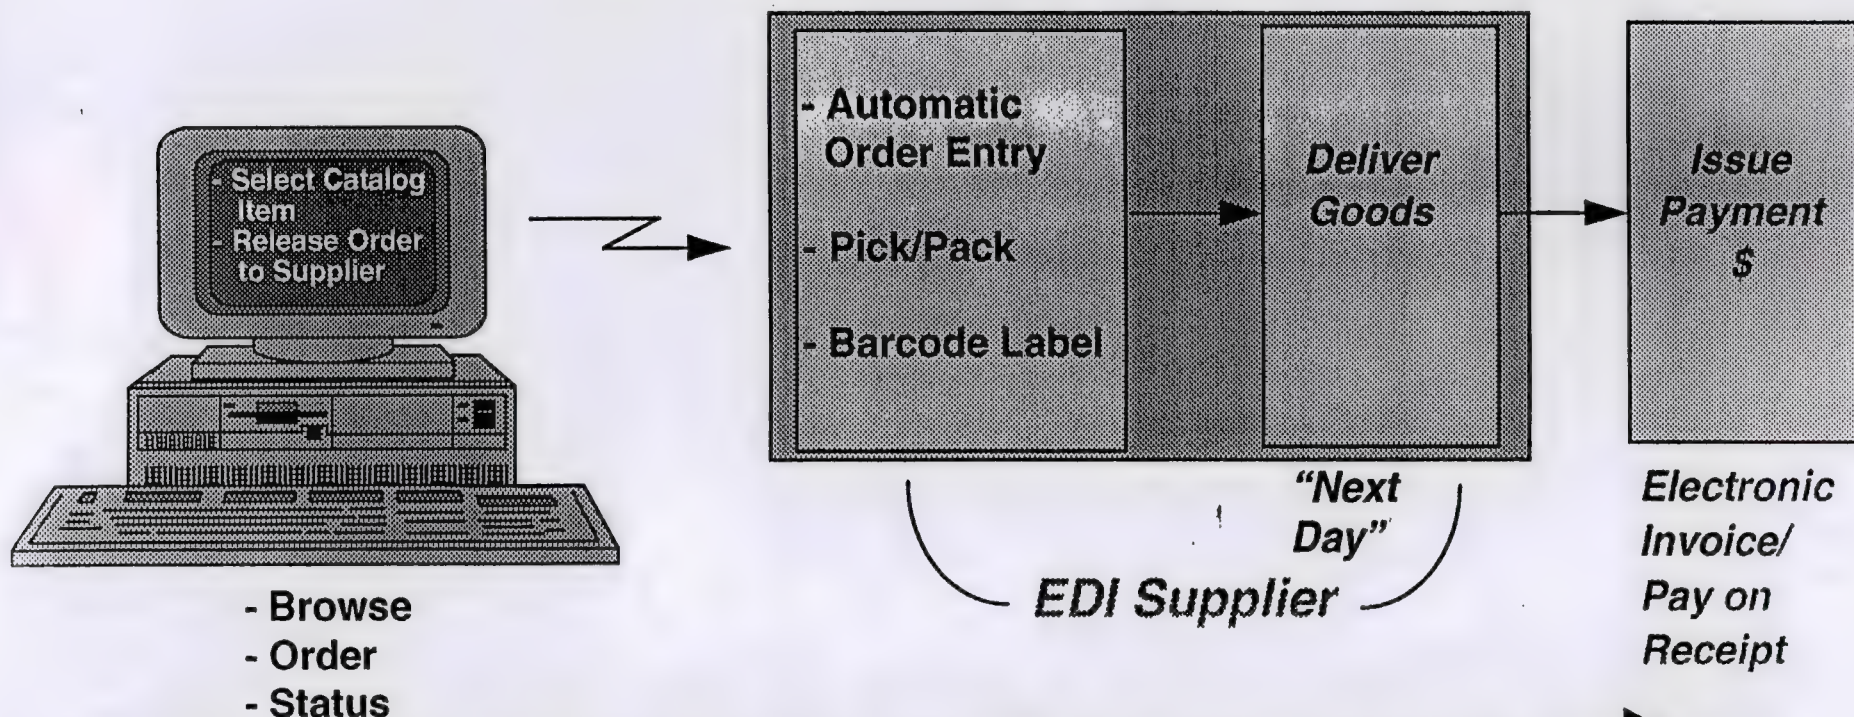 - Select Catalog
Item
- Release Order
to Supplier
- Browse
- Order
- Status
- Automatic
Order Entry
- Pick/Pack
- Barcode Label
Deliver
Goods
"Next
Day"
EDI Supplier
Issue
Payment
$
Electronic
Invoice/
Pay on
Receipt